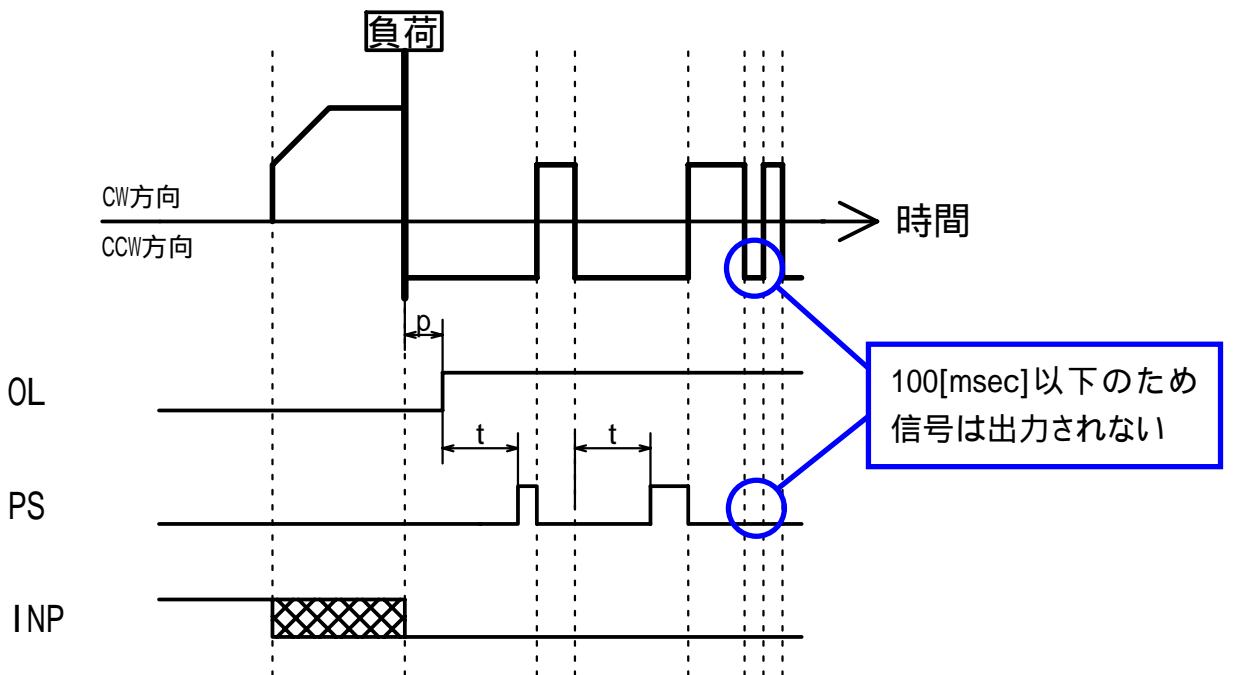 負荷
CW方向
CCW方向
時間
p
OL
100[msec]以下のため
信号は出力されない
t
t
PS
INP